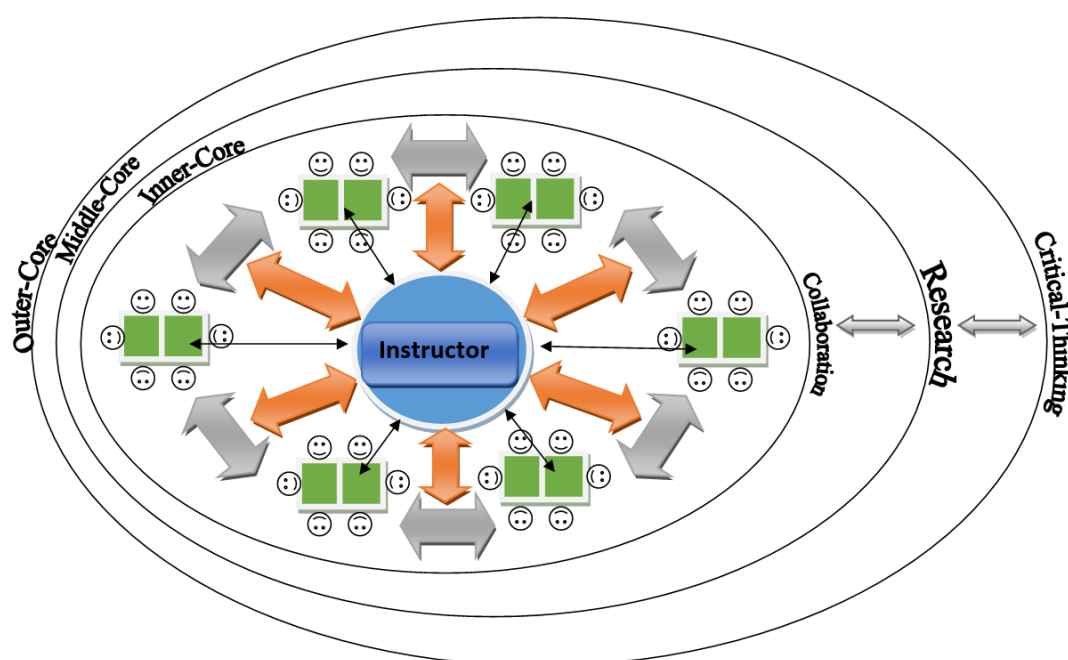 Outer-Core
Middle-Core
Inner-Core
Instructor
Collaboration
Research
Critical-Thinking